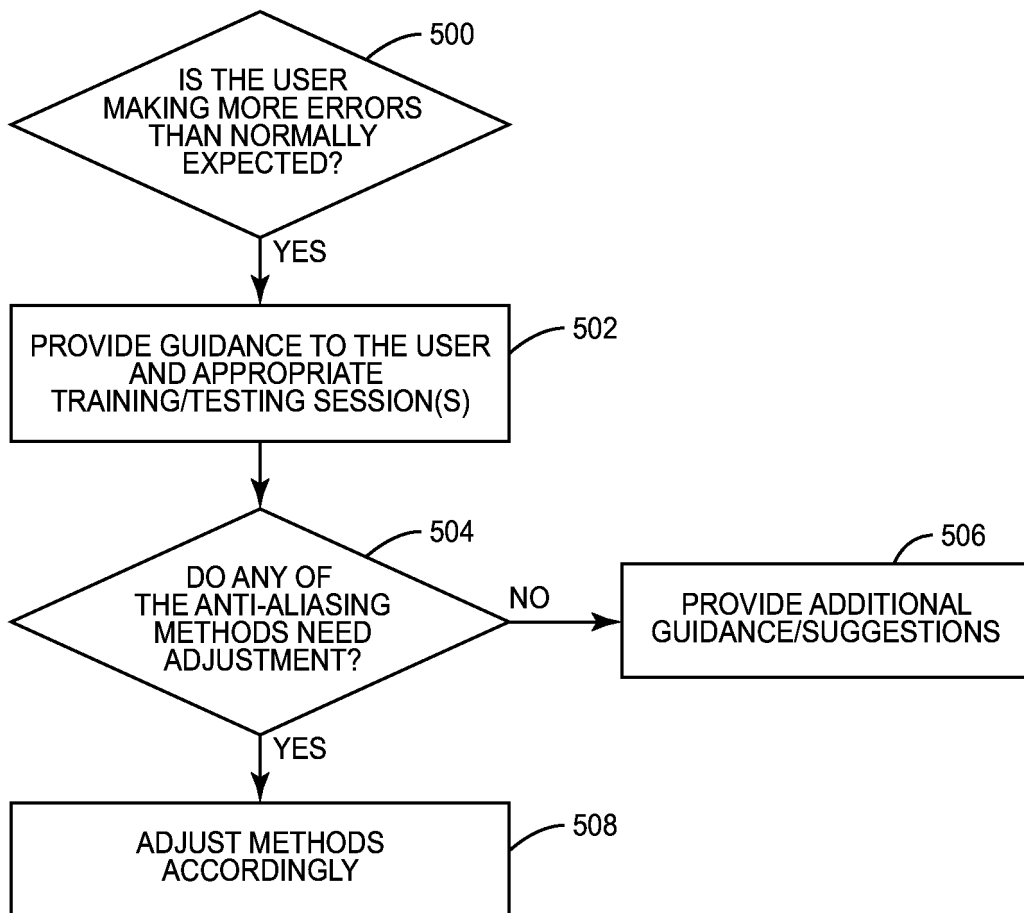 500
IS THE USER
MAKING MORE ERRORS
THAN NORMALLY
EXPECTED?
YES
502
PROVIDE GUIDANCE TO THE USER
AND APPROPRIATE
TRAINING/TESTING SESSION(S)
504
DO ANY OF
THE ANTI-ALIASING
METHODS NEED
ADJUSTMENT?
NO
506
PROVIDE ADDITIONAL
GUIDANCE/SUGGESTIONS
YES
508
ADJUST METHODS
ACCORDINGLY